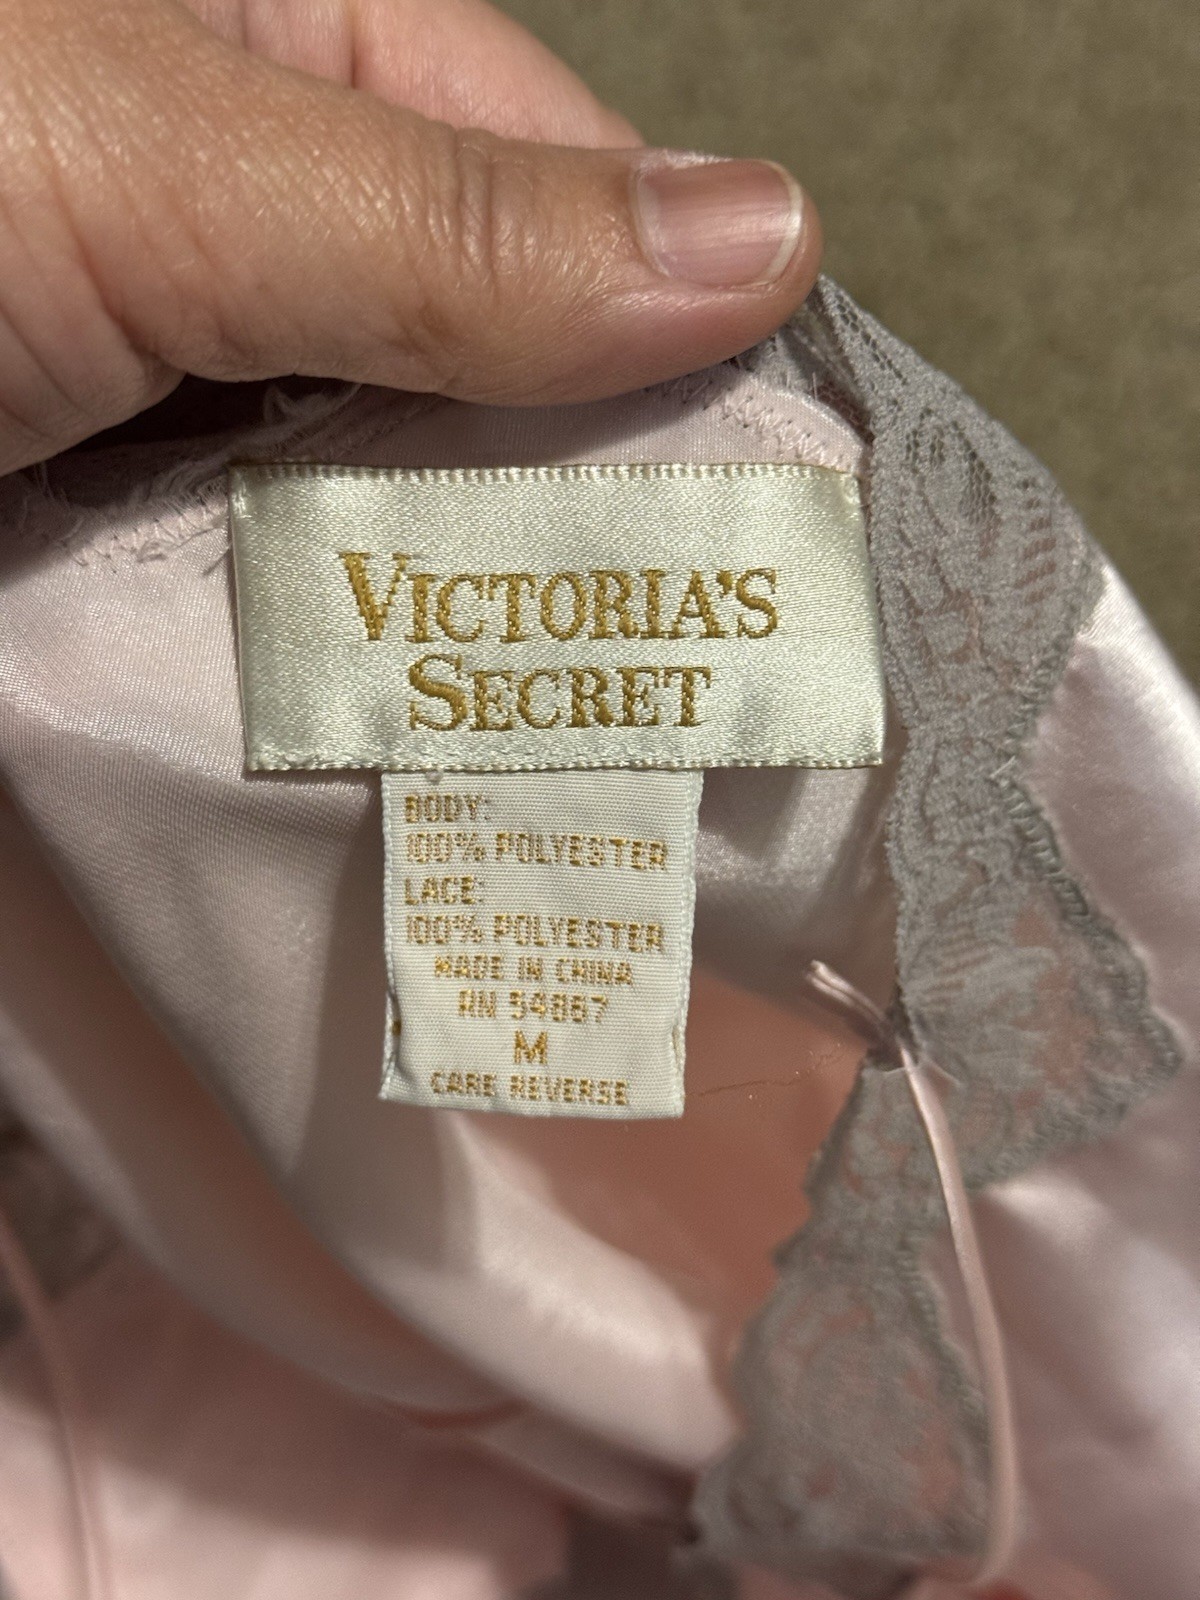 VICTORIA'S
SECRET
BODY:
100% POLYESTER
LACE:
100% POLYESTER
MADE IN CHINA
RN 54867
M
CARE REVERSE